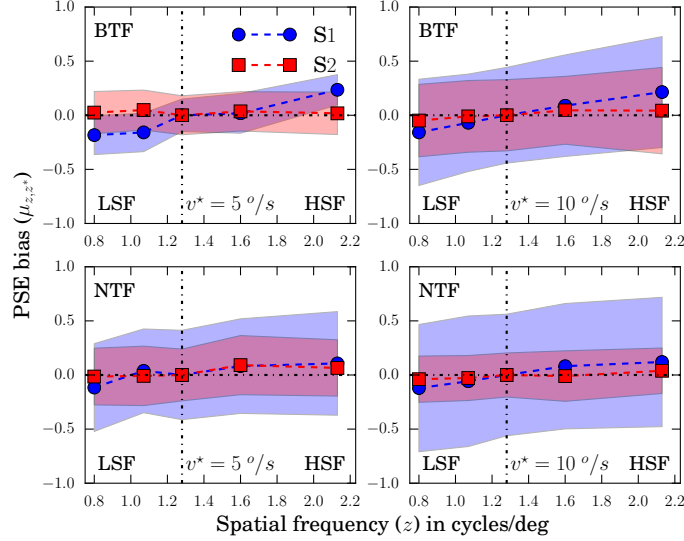 1.0
BTF
S1
S2
0.5
0.0
−0.5
LSF
v* = 5 °/s
HSF
−1.0
0.8 1.0 1.2 1.4 1.6 1.8 2.0 2.2
1.0
BTF
0.5
0.0
−0.5
LSF
v* = 10 °/s
HSF
−1.0
0.8 1.0 1.2 1.4 1.6 1.8 2.0 2.2
PSE bias (μz,z*)
1.0
NTF
0.5
0.0
−0.5
LSF
v* = 5 °/s
HSF
−1.0
0.8 1.0 1.2 1.4 1.6 1.8 2.0 2.2
1.0
NTF
0.5
0.0
−0.5
LSF
v* = 10 °/s
HSF
−1.0
0.8 1.0 1.2 1.4 1.6 1.8 2.0 2.2
Spatial frequency (z) in cycles/deg